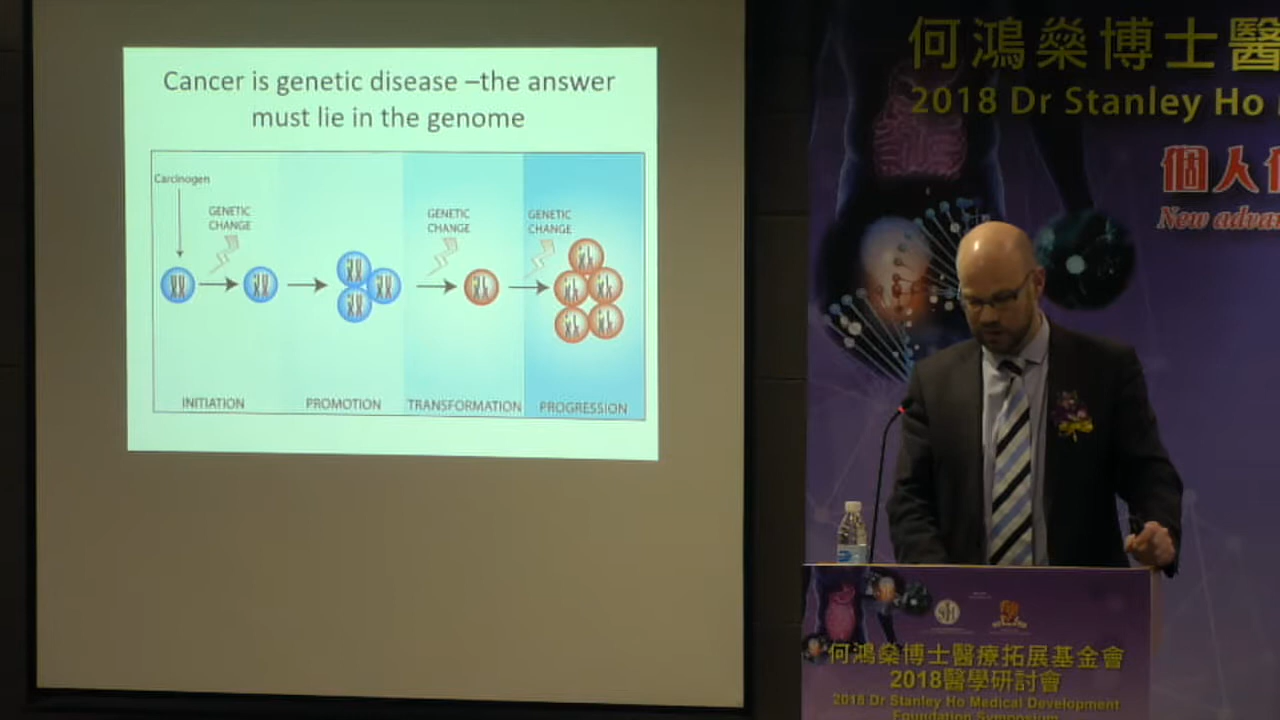 Cancer is genetic disease –the answer
must lie in the genome
Carcinogen
GENETIC
CHANGE
GENETIC
CHANGE
GENETIC
CHANGE
INITIATION
PROMOTION
TRANSFORMATION
PROGRESSION
何鴻燊博士醫
2018 Dr Stanley Ho
個人
New adva
何鴻燊博士醫療拓展基金會
2018醫學研討會
2018 Dr Stanley Ho Medical Development
Foundation Symposium